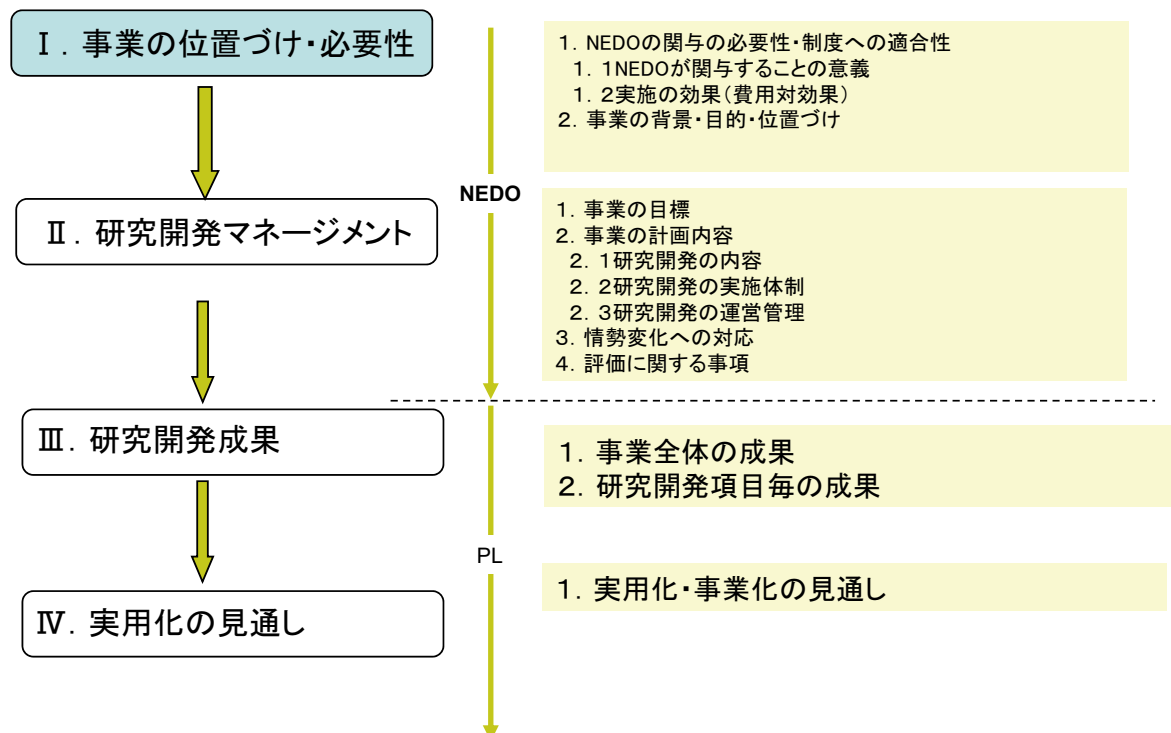 Ⅰ．事業の位置づけ・必要性
1．NEDOの関与の必要性・制度への適合性
1．1NEDOが関与することの意義
1．2実施の効果（費用対効果）
2．事業の背景・目的・位置づけ
NEDO
Ⅱ．研究開発マネージメント
1．事業の目標
2．事業の計画内容
2．1研究開発の内容
2．2研究開発の実施体制
2．3研究開発の運営管理
3．情勢変化への対応
4．評価に関する事項
Ⅲ．研究開発成果
1．事業全体の成果
2．研究開発項目毎の成果
PL
Ⅳ．実用化の見通し
1．実用化・事業化の見通し